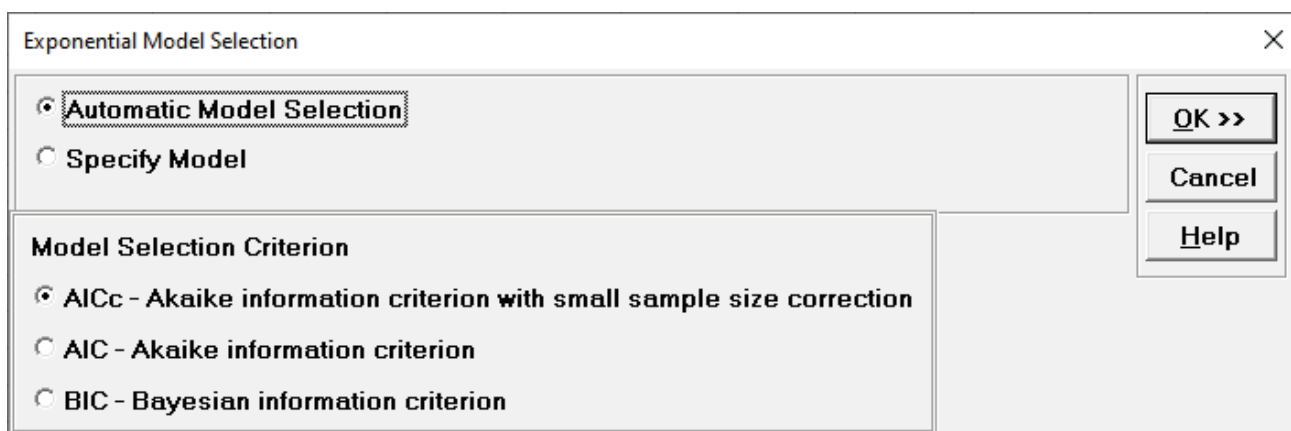 Exponential Model Selection
Automatic Model Selection
Specify Model
OK >>
Cancel
Help
Model Selection Criterion
AICc - Akaike information criterion with small sample size correction
AIC - Akaike information criterion
BIC - Bayesian information criterion